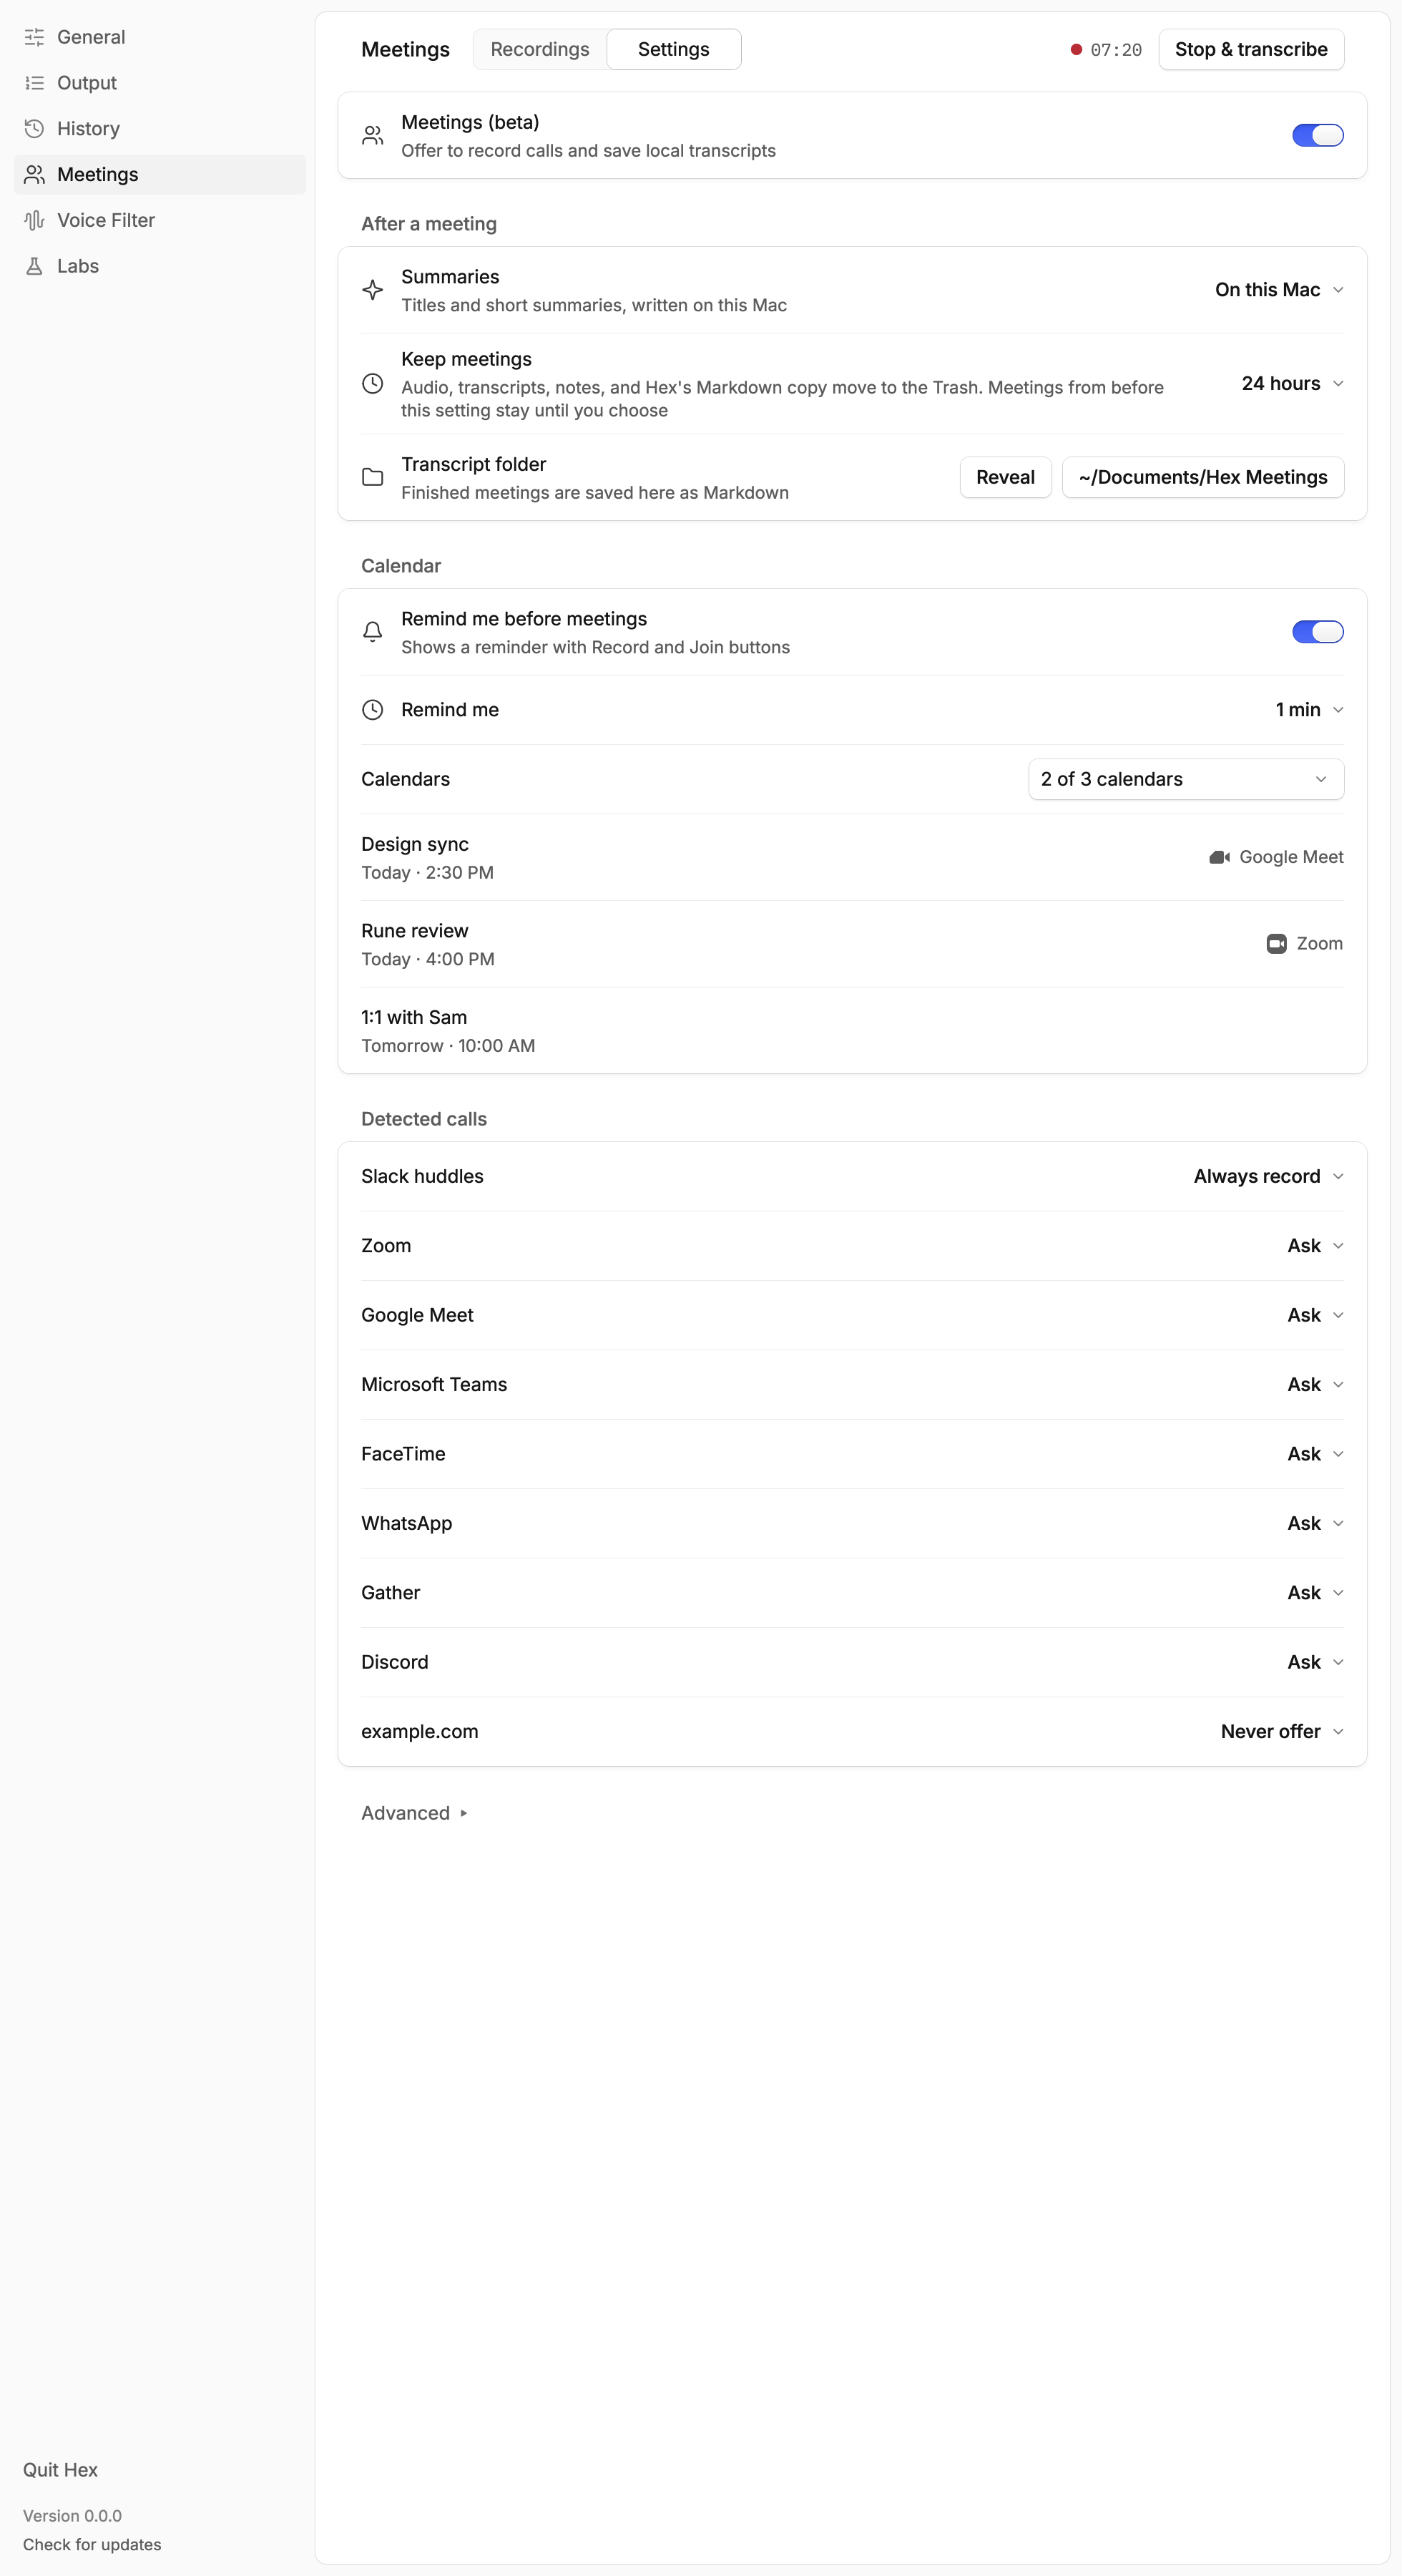 General
Output
History
Meetings
Voice Filter
Labs
Meetings
Recordings
Settings
07:20
Stop & transcribe
Meetings (beta)
Offer to record calls and save local transcripts
After a meeting
Summaries
Titles and short summaries, written on this Mac
On this Mac
Keep meetings
Audio, transcripts, notes, and Hex's Markdown copy move to the Trash. Meetings from before
this setting stay until you choose
24 hours
Transcript folder
Finished meetings are saved here as Markdown
Reveal
~/Documents/Hex Meetings
Calendar
Remind me before meetings
Shows a reminder with Record and Join buttons
Remind me
1 min
Calendars
2 of 3 calendars
Design sync
Today · 2:30 PM
Google Meet
Rune review
Today · 4:00 PM
Zoom
1:1 with Sam
Tomorrow · 10:00 AM
Detected calls
Slack huddles
Always record
Zoom
Ask
Google Meet
Ask
Microsoft Teams
Ask
FaceTime
Ask
WhatsApp
Ask
Gather
Ask
Discord
Ask
example.com
Never offer
Advanced
Quit Hex
Version 0.0.0
Check for updates